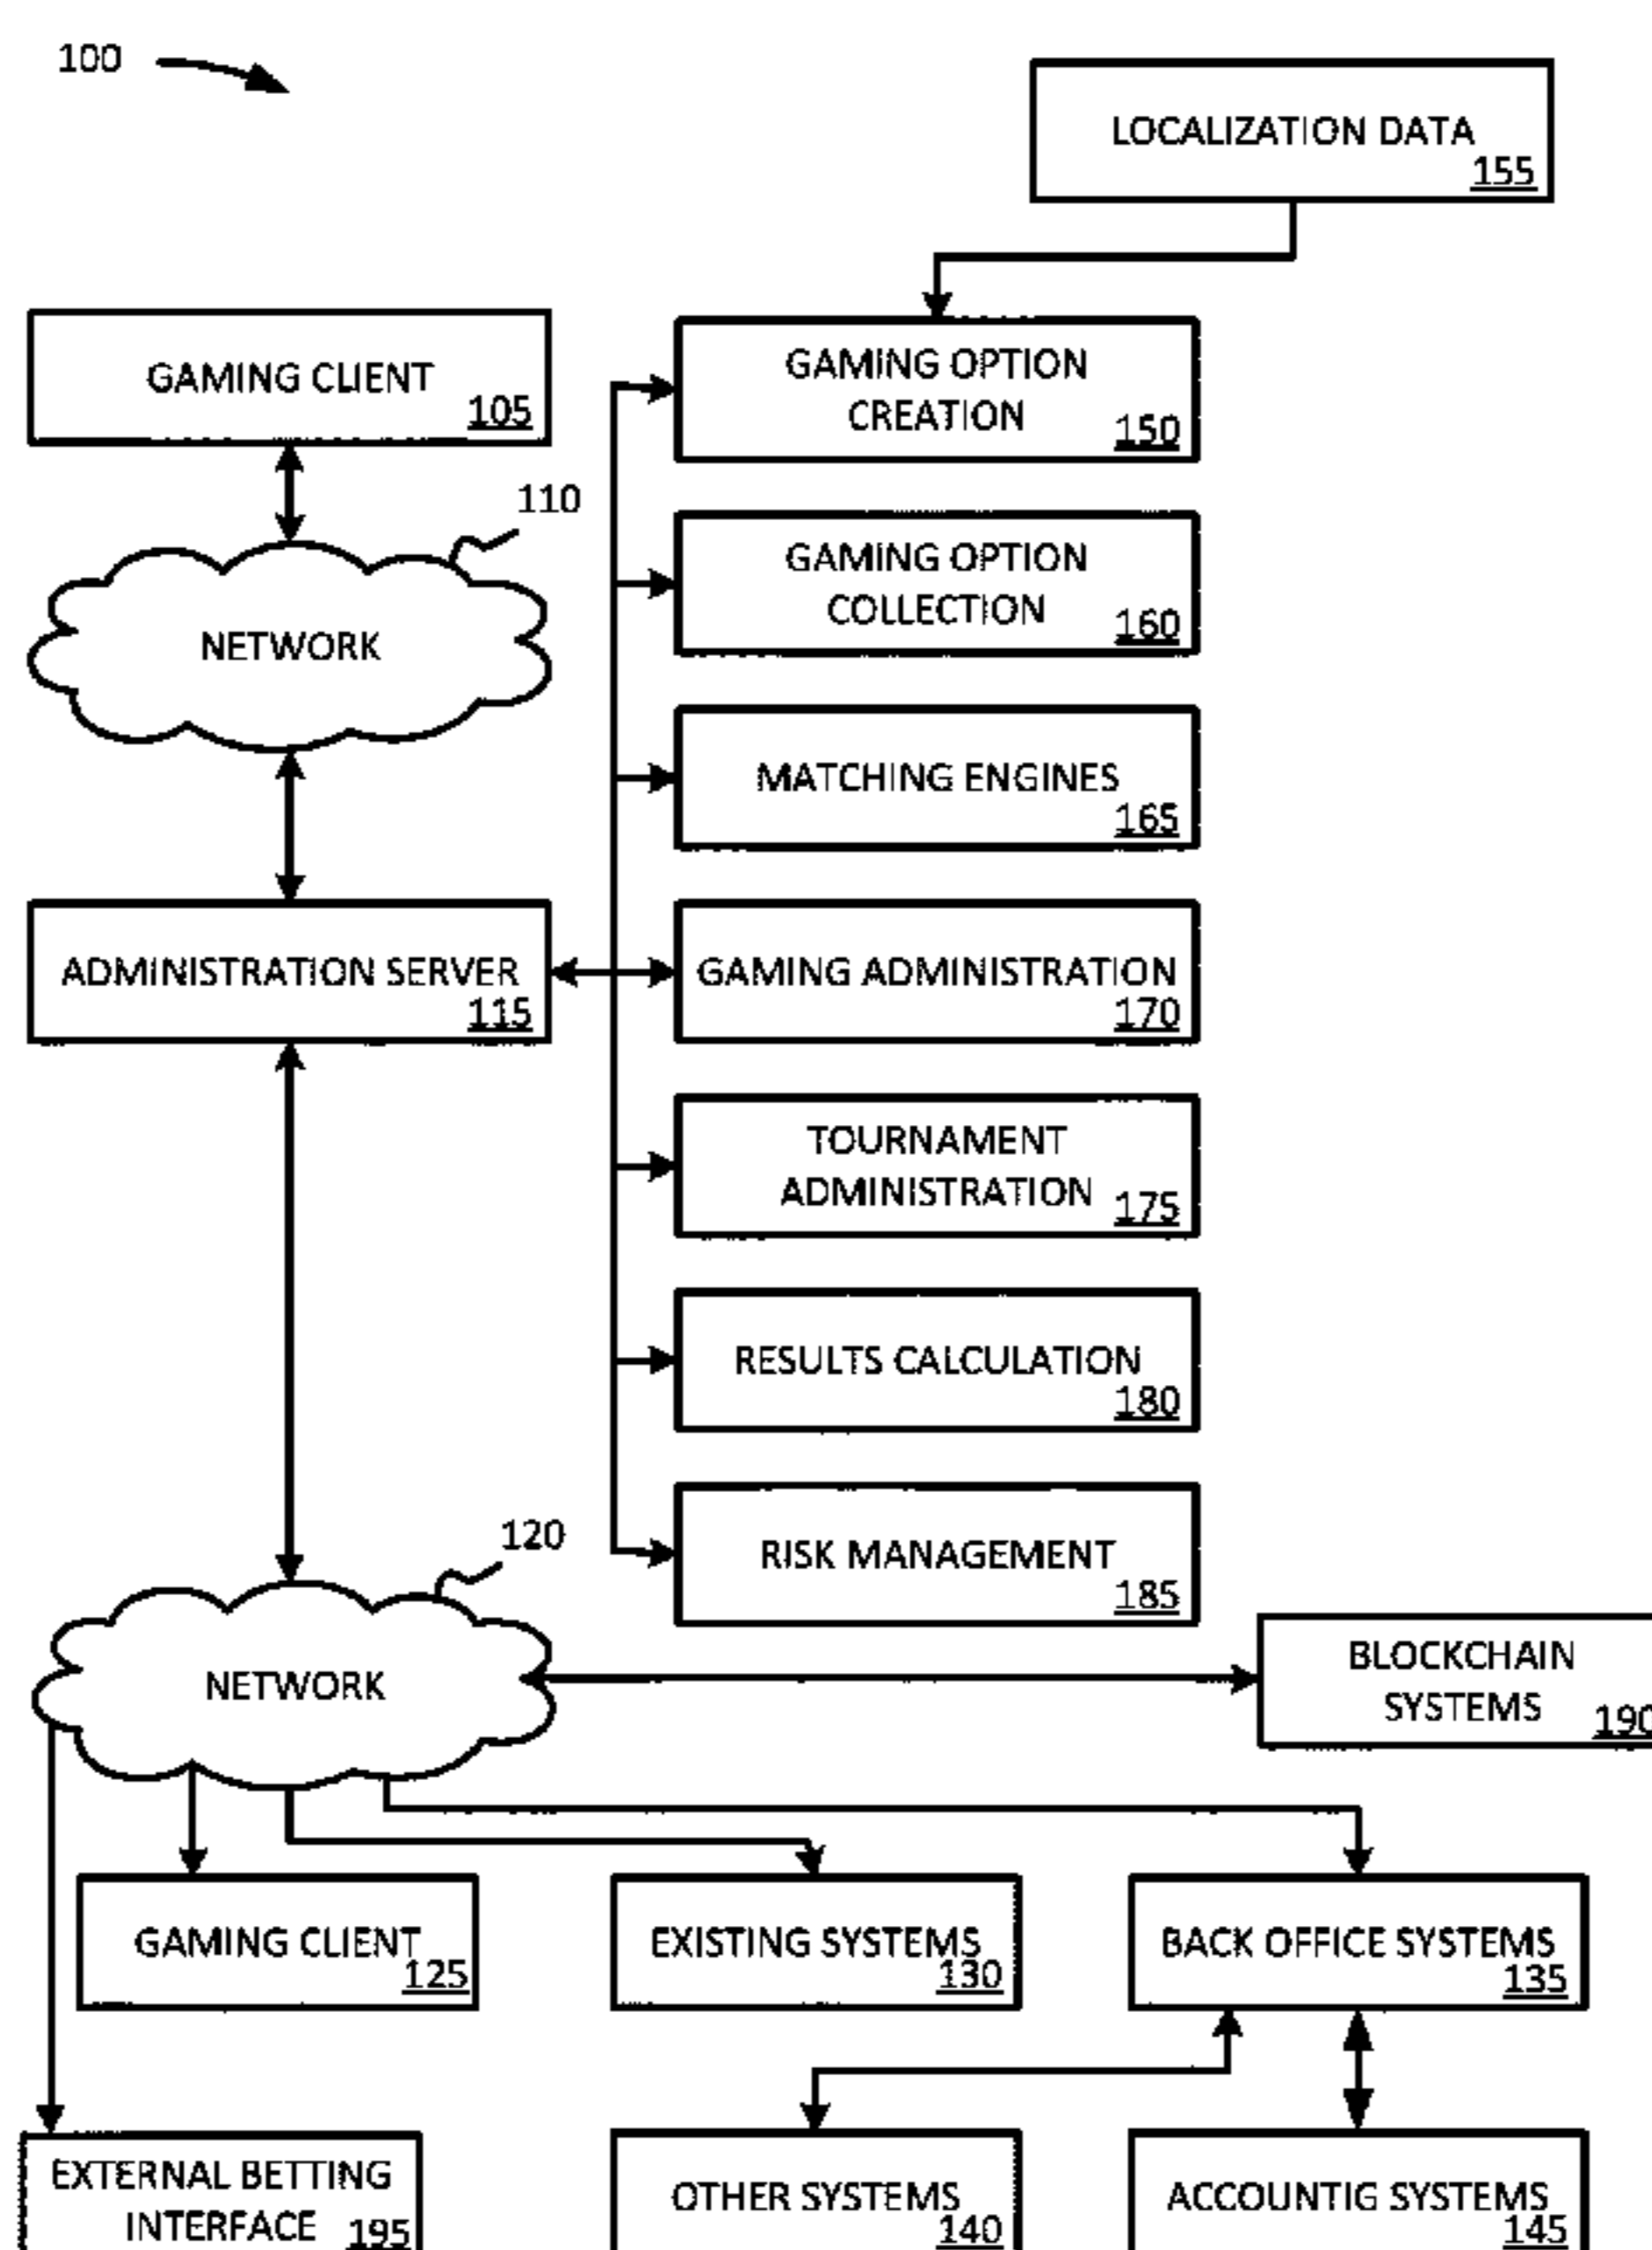 100
LOCALIZATION DATA
155
GAMING CLIENT
105
GAMING OPTION
CREATION
150
110
NETWORK
GAMING OPTION
COLLECTION
160
MATCHING ENGINES
165
ADMINISTRATION SERVER
115
GAMING ADMINISTRATION
170
TOURNAMENT
ADMINISTRATION
175
RESULTS CALCULATION
180
120
RISK MANAGEMENT
185
NETWORK
BLOCKCHAIN
SYSTEMS
190
GAMING CLIENT
125
EXISTING SYSTEMS
130
BACK OFFICE SYSTEMS
135
EXTERNAL BETTING
INTERFACE
195
OTHER SYSTEMS
140
ACCOUNTIG SYSTEMS
145